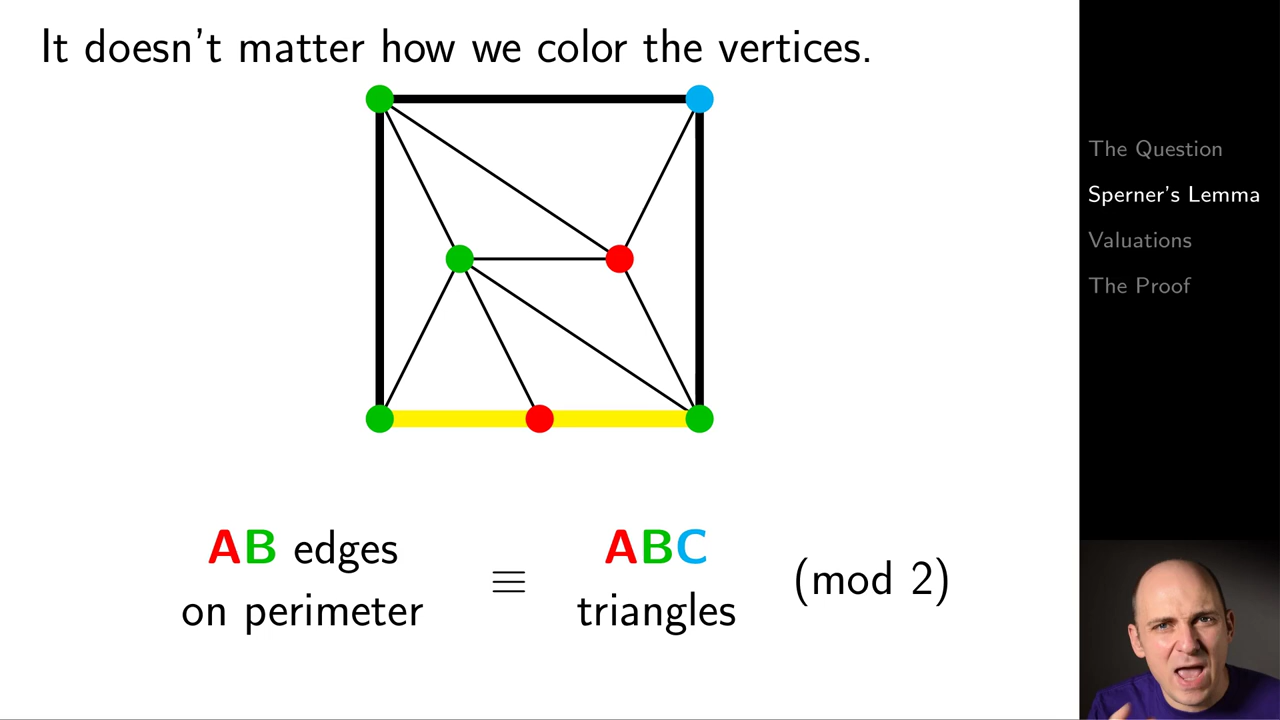 It doesn't matter how we color the vertices.
AB edges
on perimeter
≡
ABC
triangles
(mod 2)
The Question
Sperner's Lemma
Valuations
The Proof